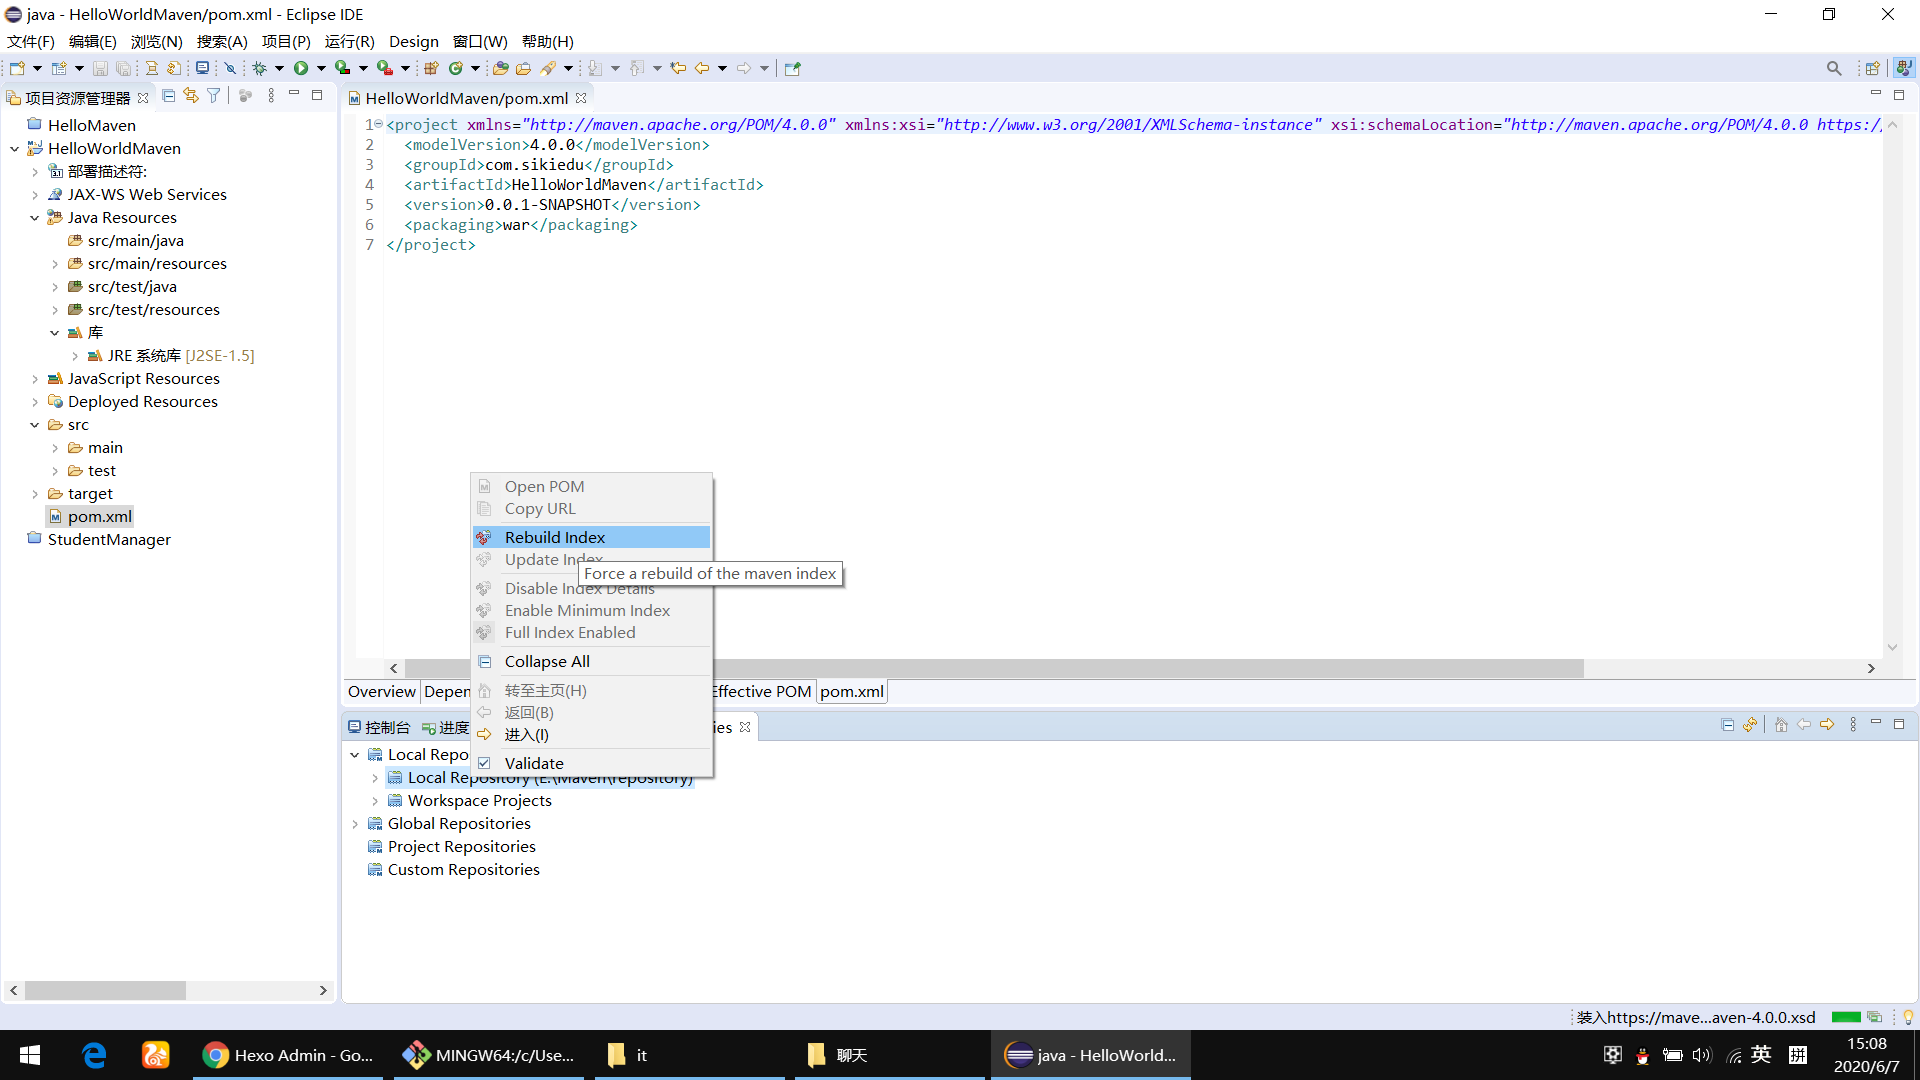 java - HelloWorldMaven/pom.xml - Eclipse IDE
文件(F) 编辑(E) 浏览(N) 搜索(A) 项目(P) 运行(R) Design 窗口(W) 帮助(H)
项目资源管理器
HelloMaven
HelloWorldMaven
部署描述符:
JAX-WS Web Services
Java Resources
src/main/java
src/main/resources
src/test/java
src/test/resources
库
JRE 系统库 [J2SE-1.5]
JavaScript Resources
Deployed Resources
src
main
test
target
pom.xml
StudentManager
HelloWorldMaven/pom.xml
1 <project xmlns="http://maven.apache.org/POM/4.0.0" xmlns:xsi="http://www.w3.org/2001/XMLSchema-instance" xsi:schemaLocation="http://maven.apache.org/POM/4.0.0 https:/
2 <modelVersion>4.0.0</modelVersion>
3 <groupId>com.sikiedu</groupId>
4 <artifactId>HelloWorldMaven</artifactId>
5 <version>0.0.1-SNAPSHOT</version>
6 <packaging>war</packaging>
7 </project>
Open POM
Copy URL
Rebuild Index
Update Index
Force a rebuild of the maven index
Disable Index Details
Enable Minimum Index
Full Index Enabled
Collapse All
转至主页(H)
返回(B)
进入(I)
Validate
Overview Depen Effective POM pom.xml
控制台 进度 ies
Local Repo
Local Repository (E:\Maven\repository)
Workspace Projects
Global Repositories
Project Repositories
Custom Repositories
装入https://mave...aven-4.0.0.xsd
Hexo Admin - Go... MINGW64:/c/Use... it 聊天 java - HelloWorld...
英 拼
15:08
2020/6/7